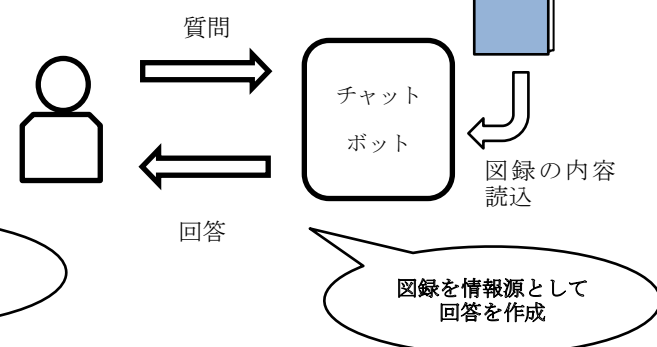 質問
チャット
ボット
図録の内容
読込
回答
図録を情報源として
回答を作成